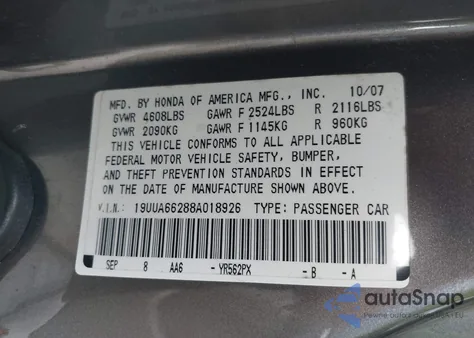 MFD. BY HONDA OF AMERICA MFG., INC. 10/07
GVWR 4608LBS GAWR F 2524LBS R 2116LBS
GVWR 2090KG GAWR F 1145KG R 960KG
THIS VEHICLE CONFORMS TO ALL APPLICABLE
FEDERAL MOTOR VEHICLE SAFETY, BUMPER,
AND THEFT PREVENTION STANDARDS IN EFFECT
ON THE DATE OF MANUFACTURE SHOWN ABOVE.
V.I.N.: 19UUA66288A018926 TYPE: PASSENGER CAR
SEP 8 AA6 - YR562PX - B - A
autoSnap